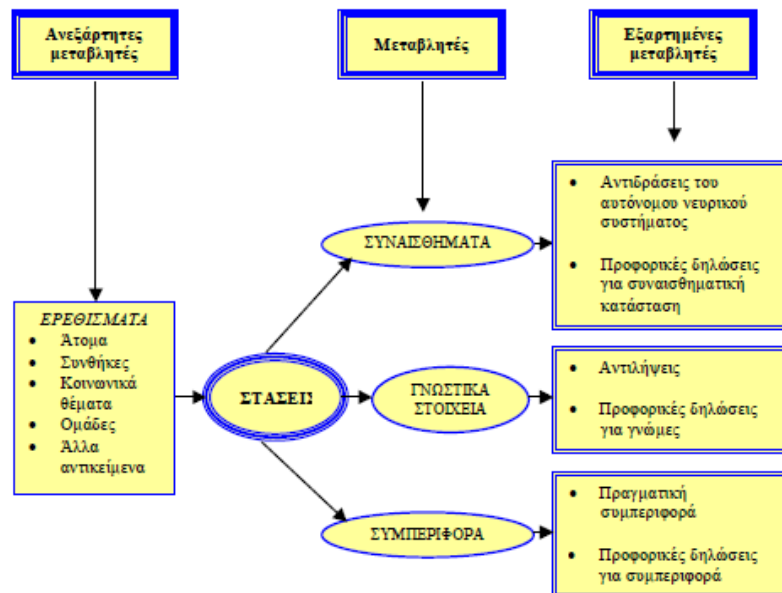 Ανεξάρτητες
μεταβλητές
Μεταβλητές
Εξαρτημένες
μεταβλητές
ΕΡΕΘΙΣΜΑΤΑ
• Άτομα
• Συνθήκες
• Κοινωνικά
θέματα
• Ομάδες
• Άλλα
αντικείμενα
ΣΤΑΣΕΙΣ
ΣΥΝΑΙΣΘΗΜΑΤΑ
• Αντιδράσεις του
αυτόνομου νευρικού
συστήματος
• Προφορικές δηλώσεις
για συναισθηματική
κατάσταση
ΓΝΩΣΤΙΚΑ
ΣΤΟΙΧΕΙΑ
• Αντιλήψεις
• Προφορικές δηλώσεις
για γνώμες
ΣΥΜΠΕΡΙΦΟΡΑ
• Πραγματική
συμπεριφορά
• Προφορικές δηλώσεις
για συμπεριφορά